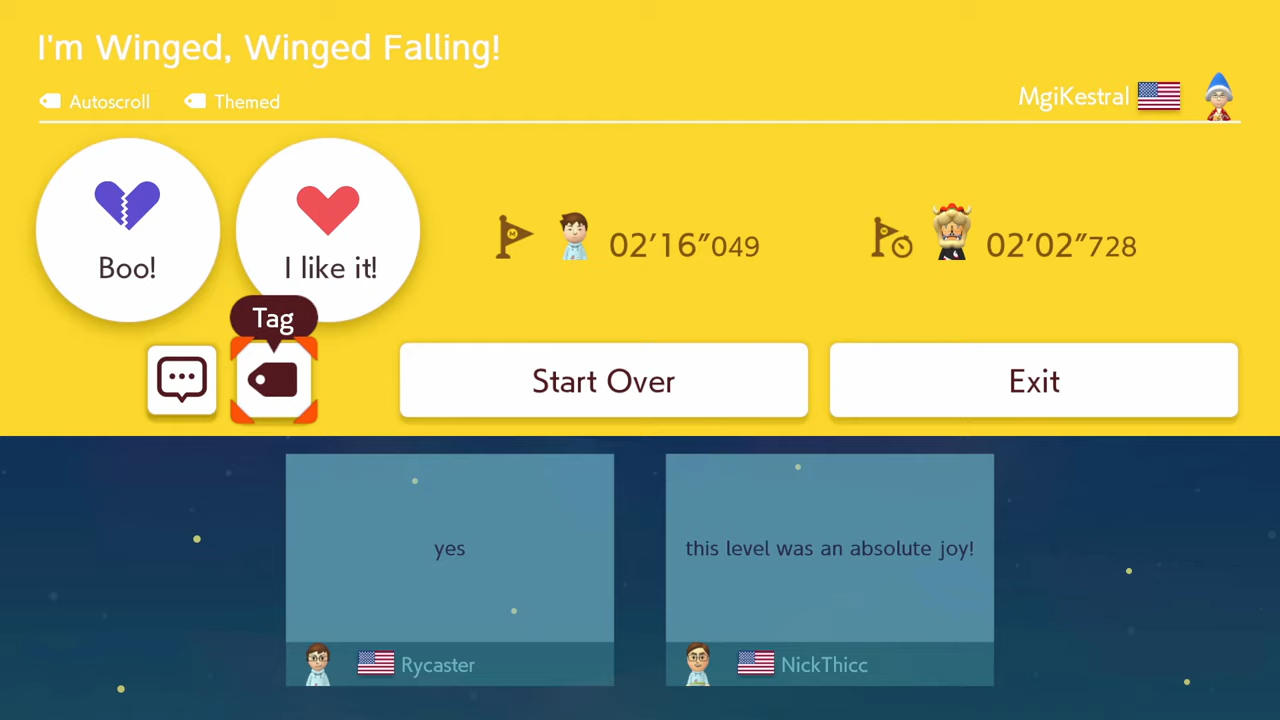 I'm Winged, Winged Falling!
Autoscroll Themed
MgiKestral
Boo!
I like it!
02'16"049
02'02"728
Tag
Start Over
Exit
yes
this level was an absolute joy!
Rycaster
NickThicc